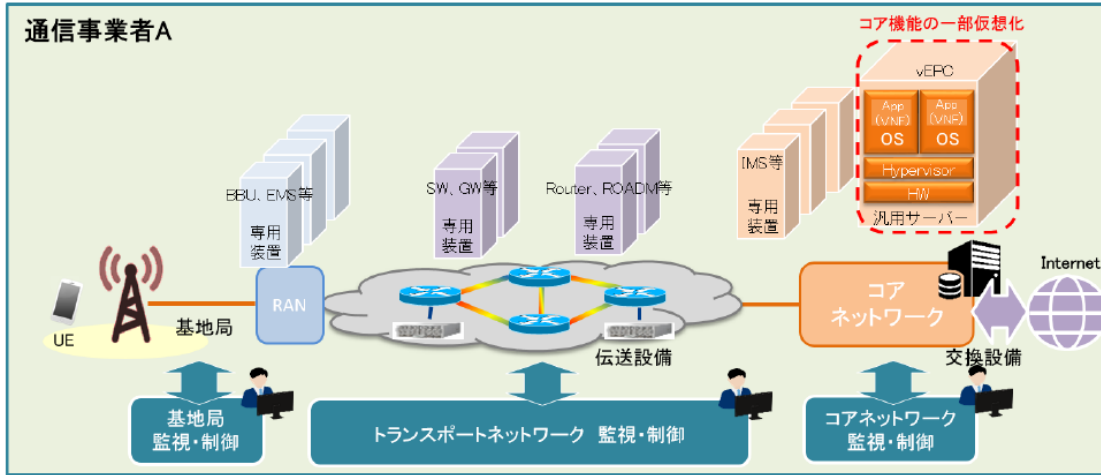 通信事業者A
コア機能の一部仮想化
vEPC
App
(VNF)
OS
App
(VNF)
OS
Hypervisor
HW
汎用サーバー
IMS等
専用
装置
BBU、EMS等
専用
装置
SW、GW等
専用
装置
Router、ROADM等
専用
装置
UE
基地局
RAN
伝送設備
コア
ネットワーク
交換設備
Internet
基地局
監視・制御
トランスポートネットワーク 監視・制御
コアネットワーク
監視・制御